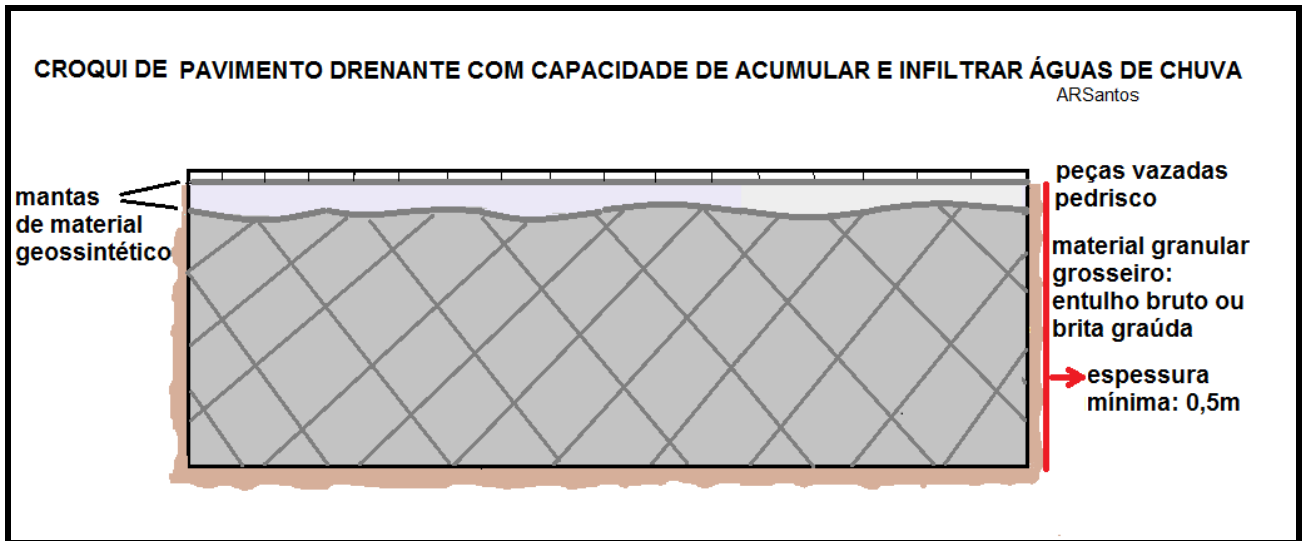 CROQUI DE PAVIMENTO DRENANTE COM CAPACIDADE DE ACUMULAR E INFILTRAR ÁGUAS DE CHUVA
ARSantos
mantas
de material
geossintético
peças vazadas
pedrisco
material granular
grosseiro:
entulho bruto ou
brita graúda
espessura
mínima: 0,5m